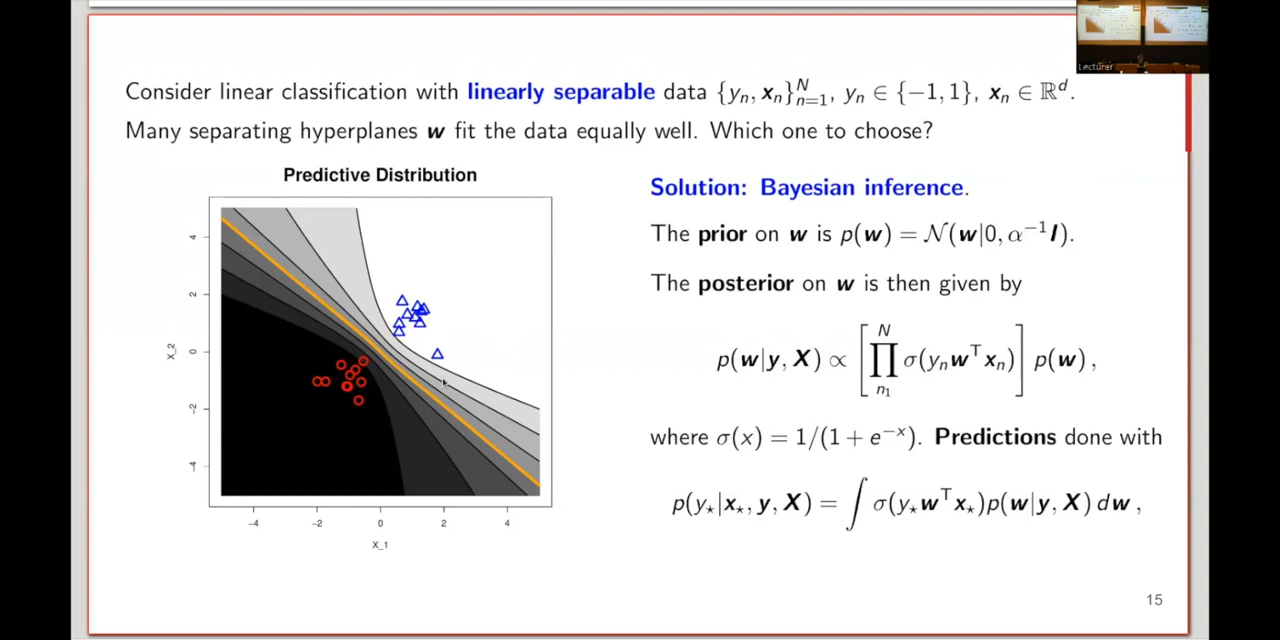 Lecturer
Consider linear classification with linearly separable data {yₙ, xₙ}ᴺₙ₌₁, yₙ ∈ {−1, 1}, xₙ ∈ ℝᵈ.
Many separating hyperplanes w fit the data equally well. Which one to choose?
Predictive Distribution
X_2
4
2
0
−2
−4
−4 −2 0 2 4
X_1
Solution: Bayesian inference.
The prior on w is p(w) = 𝒩(w|0, α⁻¹I).
The posterior on w is then given by
p(w|y, X) ∝ [∏ᴺₙ₁ σ(yₙwᵀxₙ)] p(w) ,
where σ(x) = 1/(1 + e⁻ˣ). Predictions done with
p(y⋆|x⋆, y, X) = ∫ σ(y⋆wᵀx⋆)p(w|y, X) dw ,
15